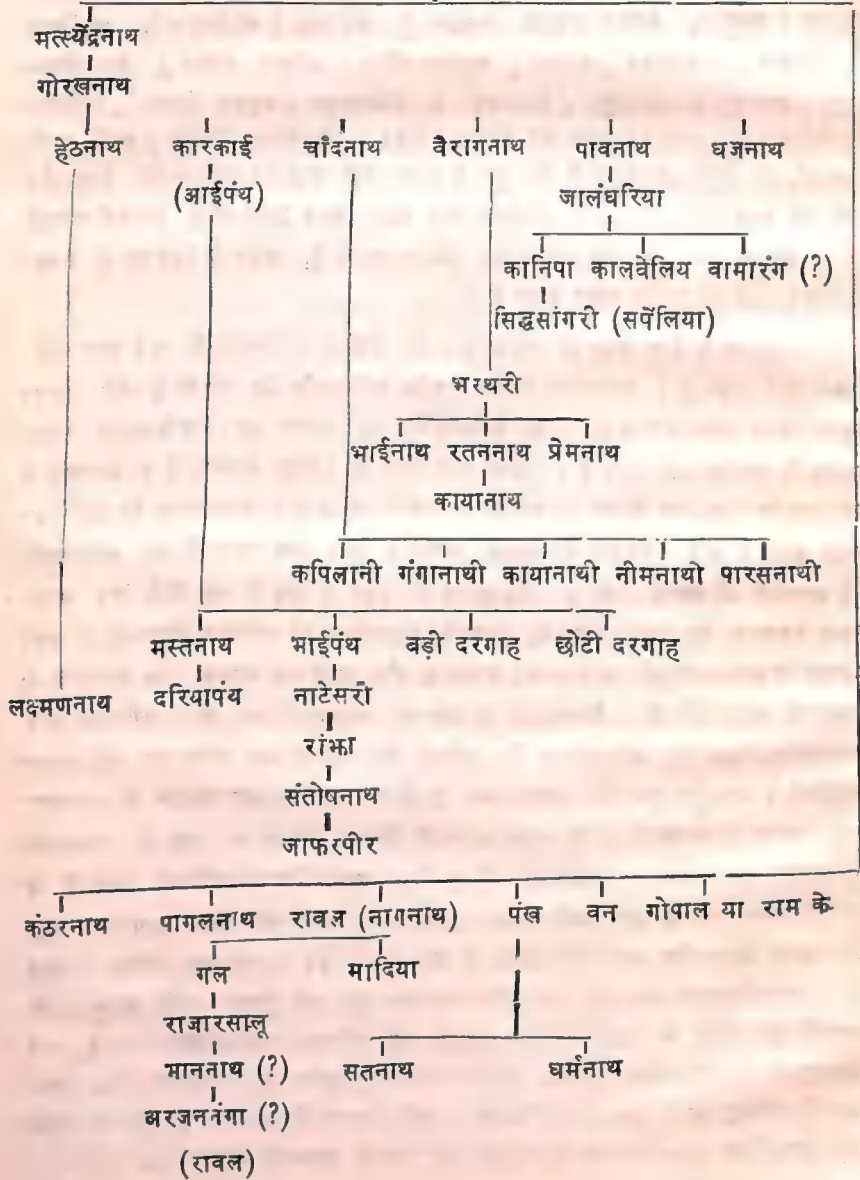 मत्स्येंद्रनाथ
गोरखनाथ
हेठनाथ कारकाई चाँदनाथ वैरागनाथ पावनाथ धजनाथ
(आईपंथ) जालंधरिया
कानिपा कालवेलिय वामारंग (?)
सिद्धसांगरी (सपेंलिया)
भरथरी
भाईनाथ रतननाथ प्रेमनाथ
कायानाथ
कपिलानी गंगानाथी कायानाथी नीमनाथो पारसनाथी
मस्तनाथ भाईपंथ वड़ी दरगाह छोटी दरगाह
लक्ष्मणनाथ दरियापंथ नाटेसरी
रांझा
संतोषनाथ
जाफरपीर
कंठरनाथ पागलनाथ रावल (नागनाथ) पंख वन गोपाल या राम के
गल मादिया
राजारसालू
माननाथ (?) सतनाथ धर्मनाथ
अरजननंगा (?)
(रावल)